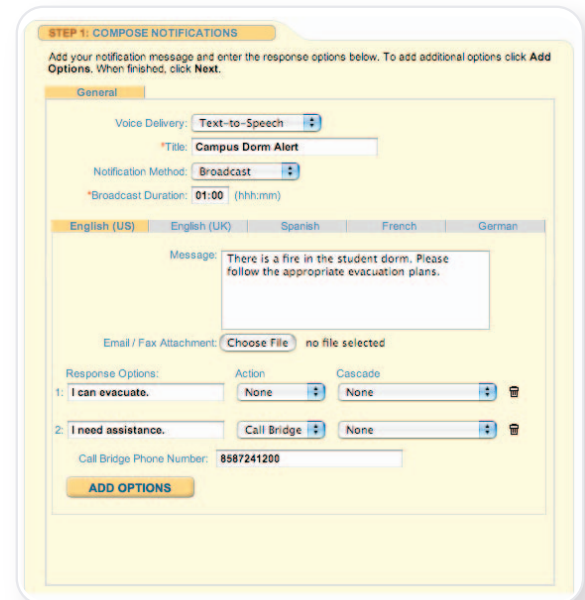 STEP 1: COMPOSE NOTIFICATIONS
Add your notification message and enter the response options below. To add additional options click Add
Options. When finished, click Next.
General
Voice Delivery: Text-to-Speech
*Title: Campus Dorm Alert
Notification Method: Broadcast
*Broadcast Duration: 01:00 (hhh:mm)
English (US) English (UK) Spanish French German
Message: There is a fire in the student dorm. Please
follow the appropriate evacuation plans.
Email / Fax Attachment: Choose File no file selected
Response Options: Action Cascade
1: I can evacuate. None None
2: I need assistance. Call Bridge None
Call Bridge Phone Number: 8587241200
ADD OPTIONS